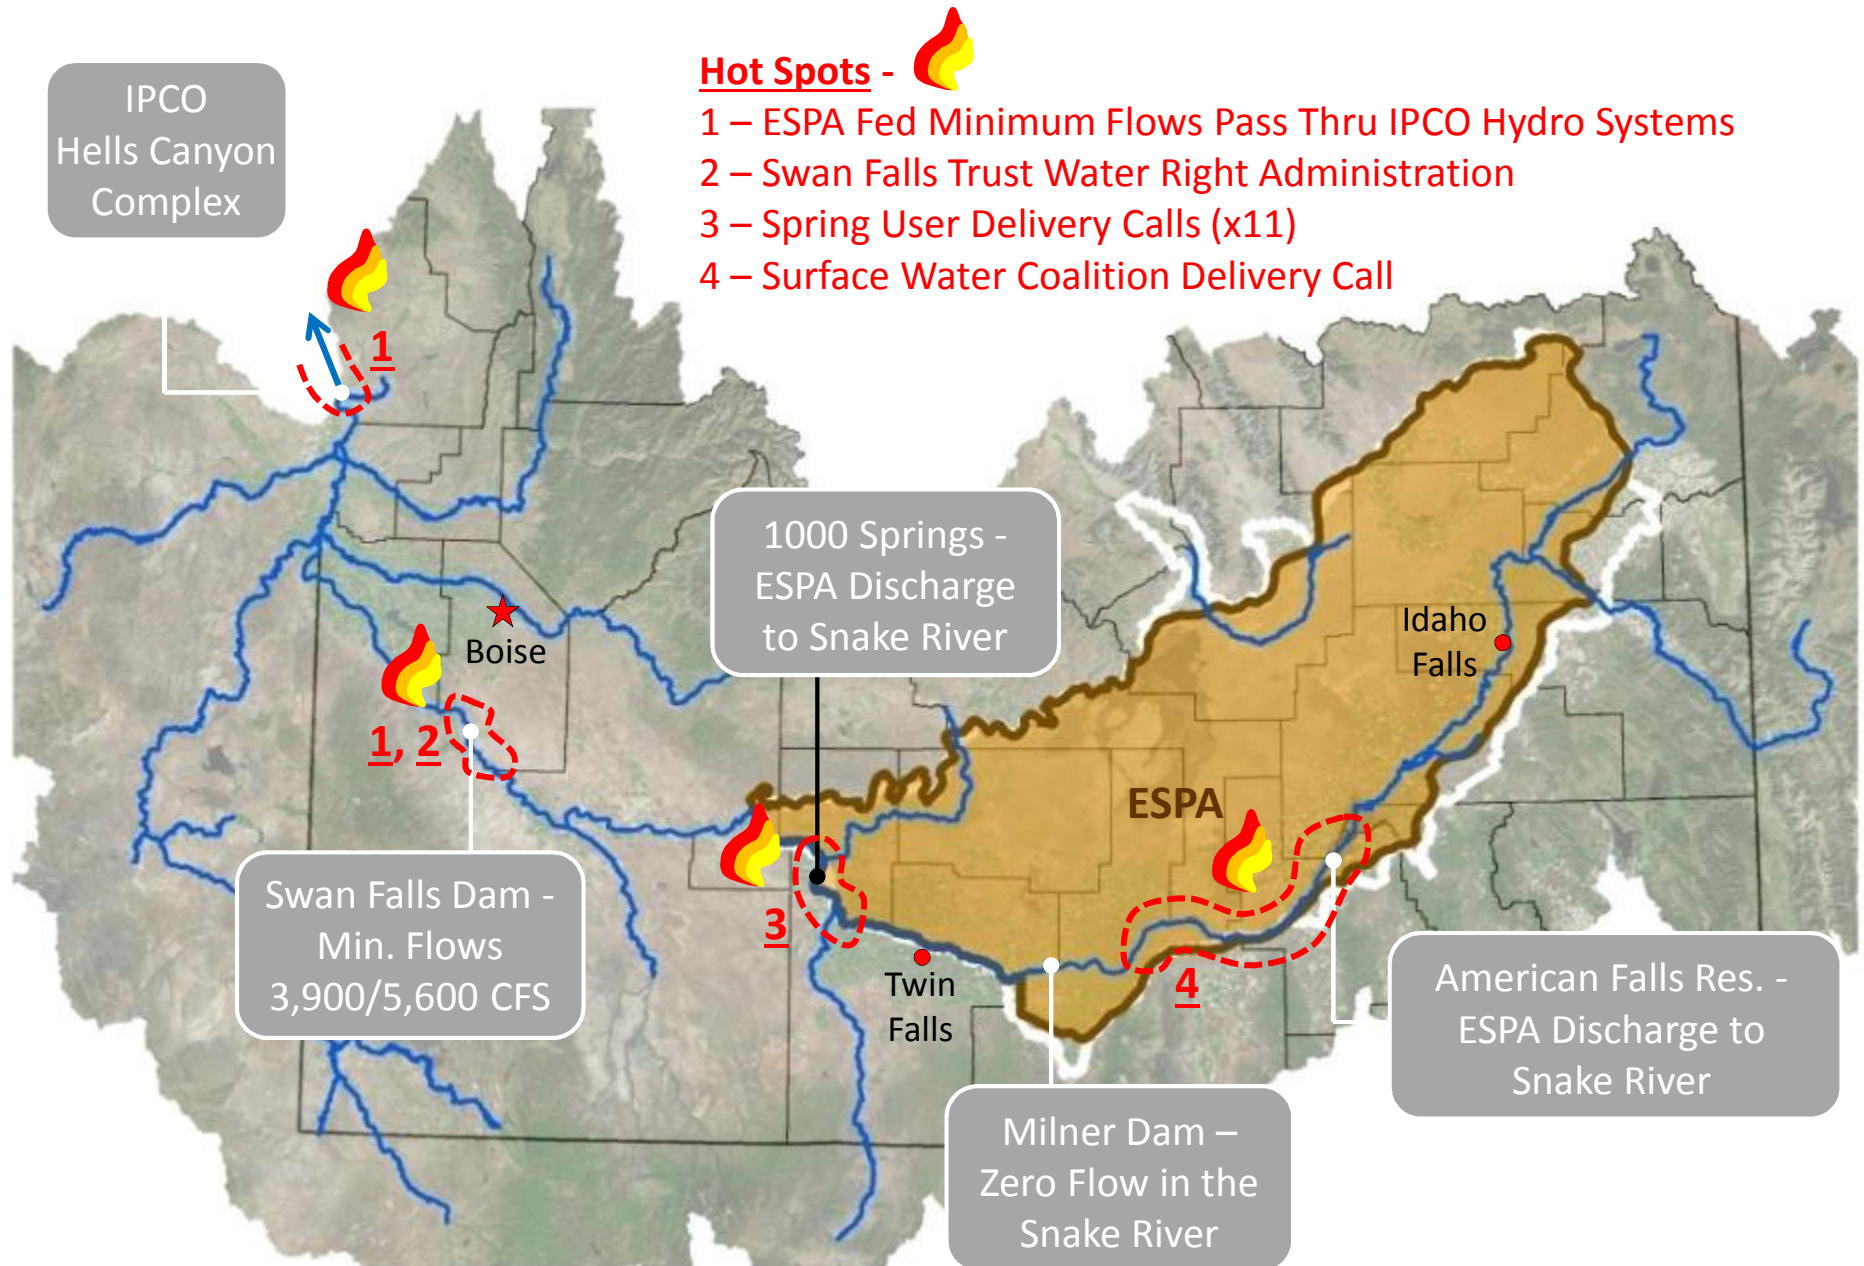 Hot Spots -
1 – ESPA Fed Minimum Flows Pass Thru IPCO Hydro Systems
2 – Swan Falls Trust Water Right Administration
3 – Spring User Delivery Calls (x11)
4 – Surface Water Coalition Delivery Call
IPCO
Hells Canyon
Complex
1
1000 Springs -
ESPA Discharge
to Snake River
Boise
Idaho
Falls
1, 2
ESPA
Swan Falls Dam -
Min. Flows
3,900/5,600 CFS
3
Twin
Falls
4
American Falls Res. -
ESPA Discharge to
Snake River
Milner Dam –
Zero Flow in the
Snake River